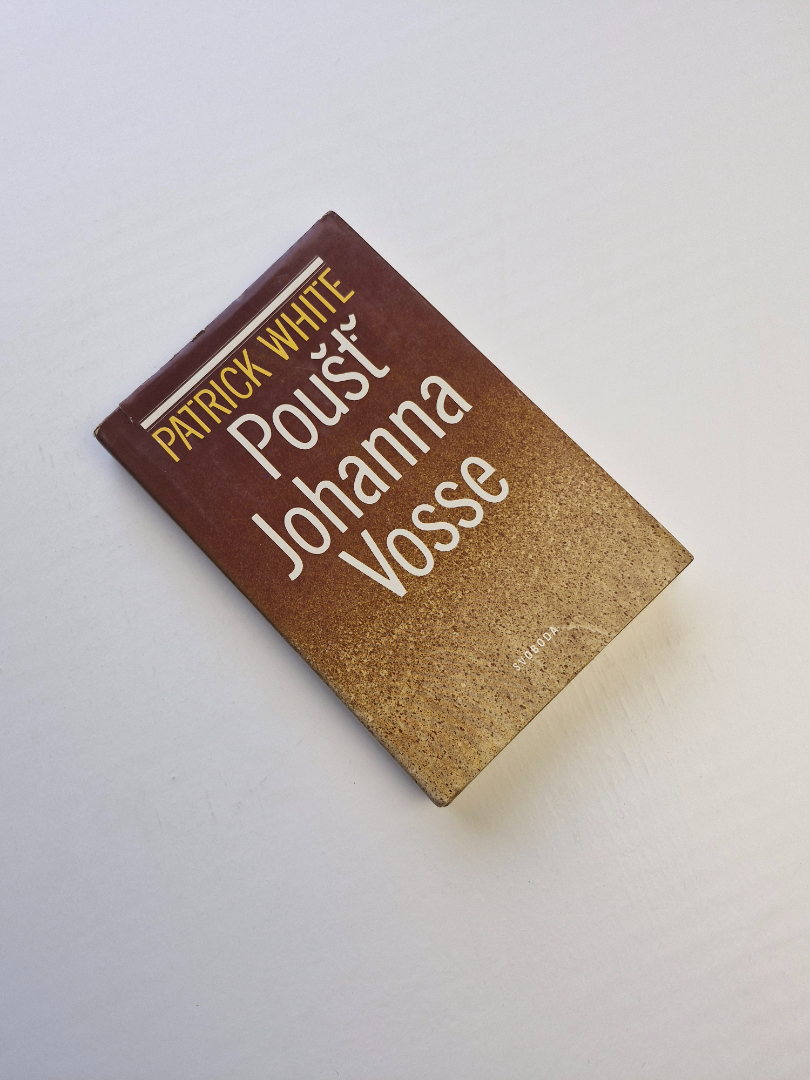 PATRICK WHITE
Poušť
Johanna
Vosse
SVOBODA